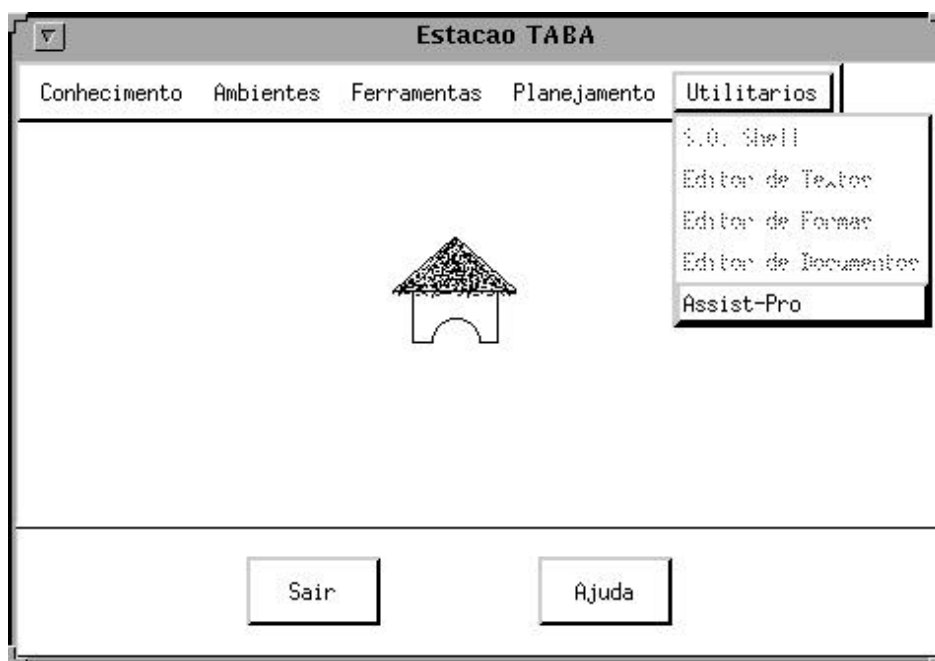 Estacao TABA
Conhecimento Ambientes Ferramentas Planejamento Utilitarios
S.O. Shell
Editor de Textos
Editor de Formas
Editor de Documentos
Assist-Pro
Sair Ajuda